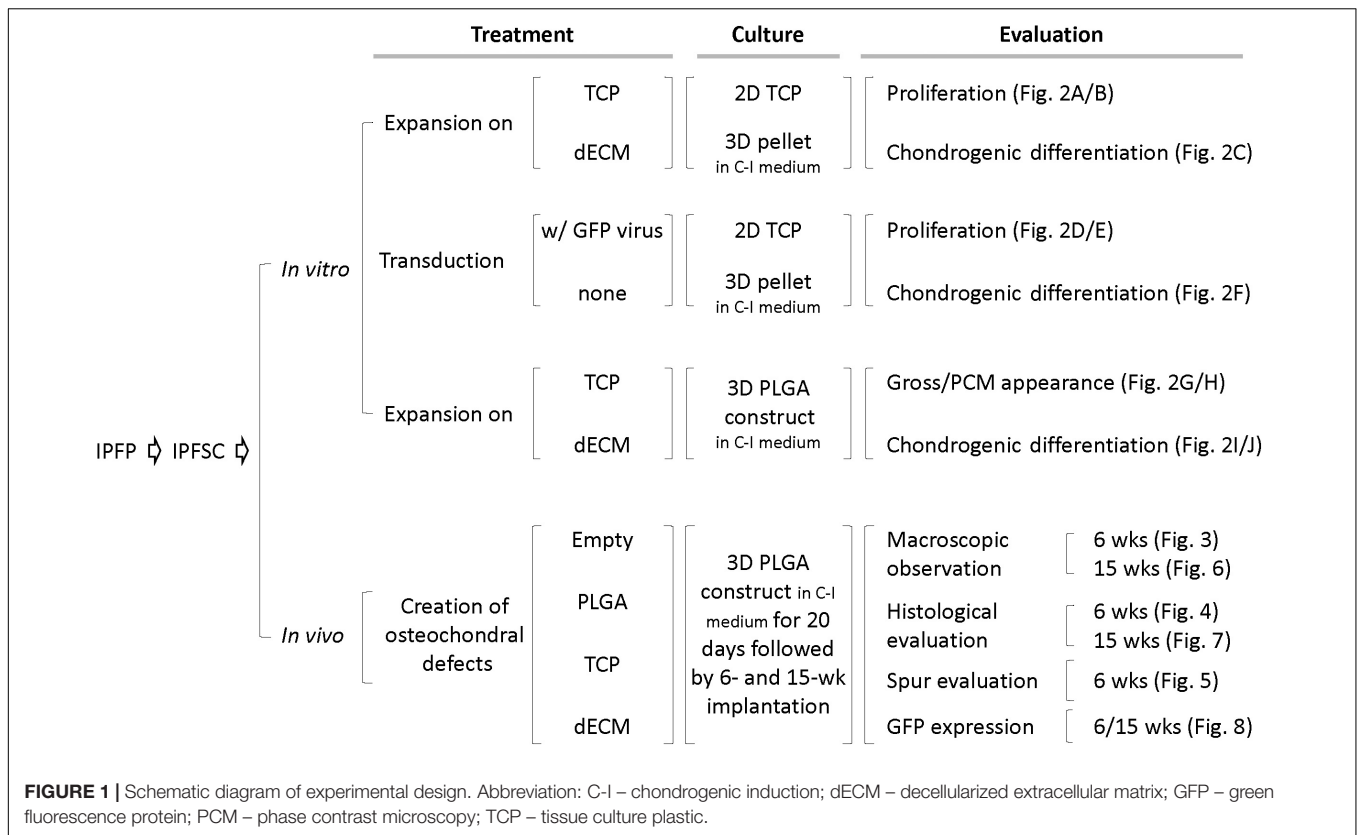 Treatment Culture Evaluation
TCP 2D TCP Proliferation (Fig. 2A/B)
Expansion on
dECM 3D pellet Chondrogenic differentiation (Fig. 2C)
in C-I medium
w/ GFP virus 2D TCP Proliferation (Fig. 2D/E)
In vitro Transduction
none 3D pellet Chondrogenic differentiation (Fig. 2F)
in C-I medium
TCP 3D PLGA Gross/PCM appearance (Fig. 2G/H)
Expansion on construct
dECM in C-I medium Chondrogenic differentiation (Fig. 2I/J)
IPFP IPFSC
Empty Macroscopic 6 wks (Fig. 3)
3D PLGA observation 15 wks (Fig. 6)
construct in C-I
PLGA medium for 20 Histological 6 wks (Fig. 4)
In vivo Creation of days followed evaluation 15 wks (Fig. 7)
osteochondral
defects
TCP by 6- and 15-wk Spur evaluation 6 wks (Fig. 5)
implantation
dECM GFP expression 6/15 wks (Fig. 8)
FIGURE 1 | Schematic diagram of experimental design. Abbreviation: C-I – chondrogenic induction; dECM – decellularized extracellular matrix; GFP – green
fluorescence protein; PCM – phase contrast microscopy; TCP – tissue culture plastic.